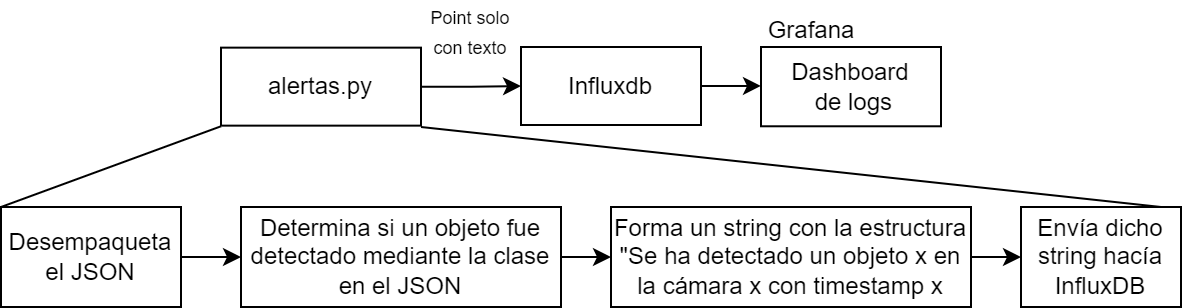 Point solo
con texto
Grafana
alertas.py
Influxdb
Dashboard
de logs
Desempaqueta
el JSON
Determina si un objeto fue
detectado mediante la clase
en el JSON
Forma un string con la estructura
"Se ha detectado un objeto x en
la cámara x con timestamp x
Envía dicho
string hacía
InfluxDB